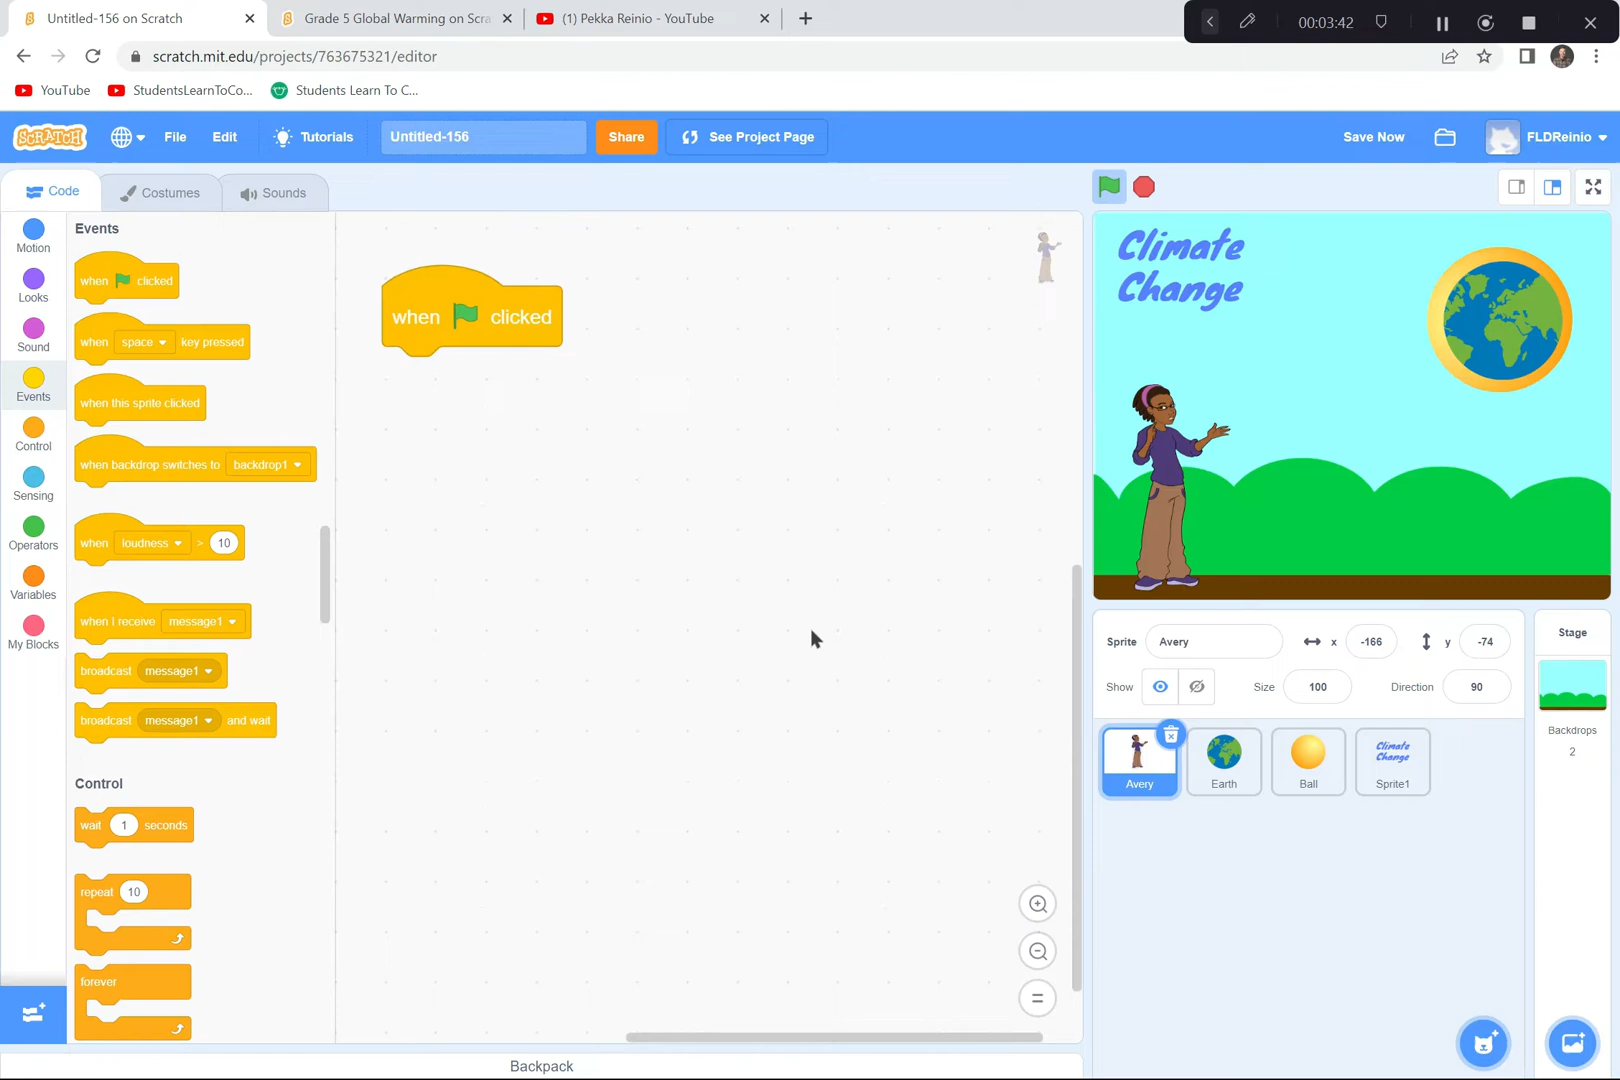 Untitled-156 on Scratch
Grade 5 Global Warming on Scra
(1) Pekka Reinio - YouTube
00:03:42
scratch.mit.edu/projects/763675321/editor
YouTube
StudentsLearnToCo...
Students Learn To C...
SCRATCH
File
Edit
Tutorials
Untitled-156
Share
See Project Page
Save Now
FLDReinio
Code
Costumes
Sounds
Motion
Looks
Sound
Events
Control
Sensing
Operators
Variables
My Blocks
Events
when clicked
when space key pressed
when this sprite clicked
when backdrop switches to backdrop1
when loudness > 10
when I receive message1
broadcast message1
broadcast message1 and wait
Control
wait 1 seconds
repeat 10
forever
when clicked
Climate
Change
Sprite Avery x -166 y -74
Show Size 100 Direction 90
Avery
Earth
Ball
Climate
Change
Sprite1
Stage
Backdrops
2
Backpack